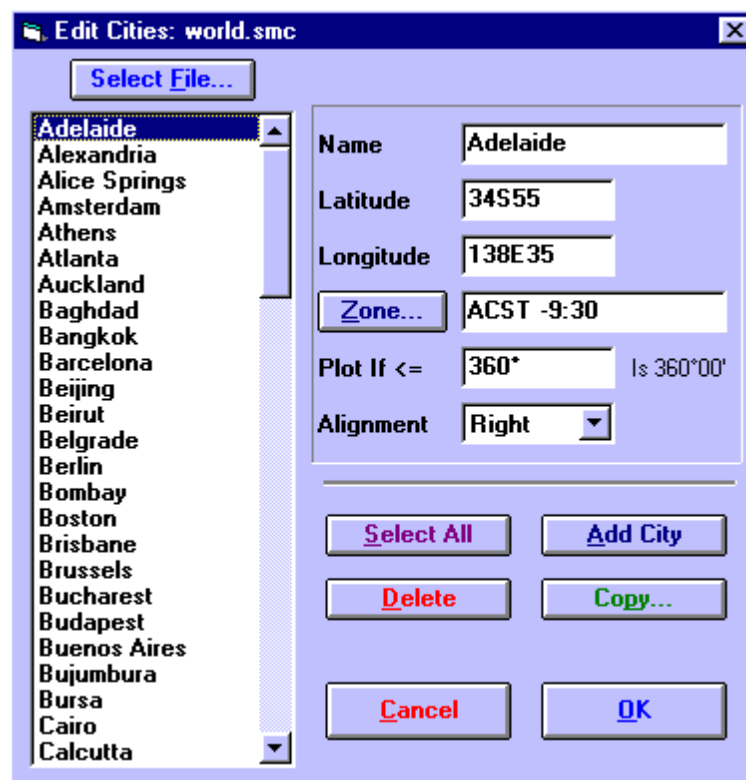 Edit Cities: world.smc
Select File...
Adelaide
Alexandria
Alice Springs
Amsterdam
Athens
Atlanta
Auckland
Baghdad
Bangkok
Barcelona
Beijing
Beirut
Belgrade
Berlin
Bombay
Boston
Brisbane
Brussels
Bucharest
Budapest
Buenos Aires
Bujumbura
Bursa
Cairo
Calcutta
Name Adelaide
Latitude 34S55
Longitude 138E35
Zone... ACST -9:30
Plot If <= 360° Is 360°00'
Alignment Right
Select All Add City
Delete Copy...
Cancel OK